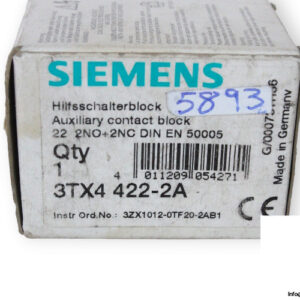 SIEMENS
Hilfsschalterblock
5893
Auxiliary contact block
22 2NO+2NC DIN EN 50005
Qty
1
4 011209 054271
3TX4 422-2A
Instr Ord.No.: 3ZX1012-0TF20-2AB1
CE
Made in Germany